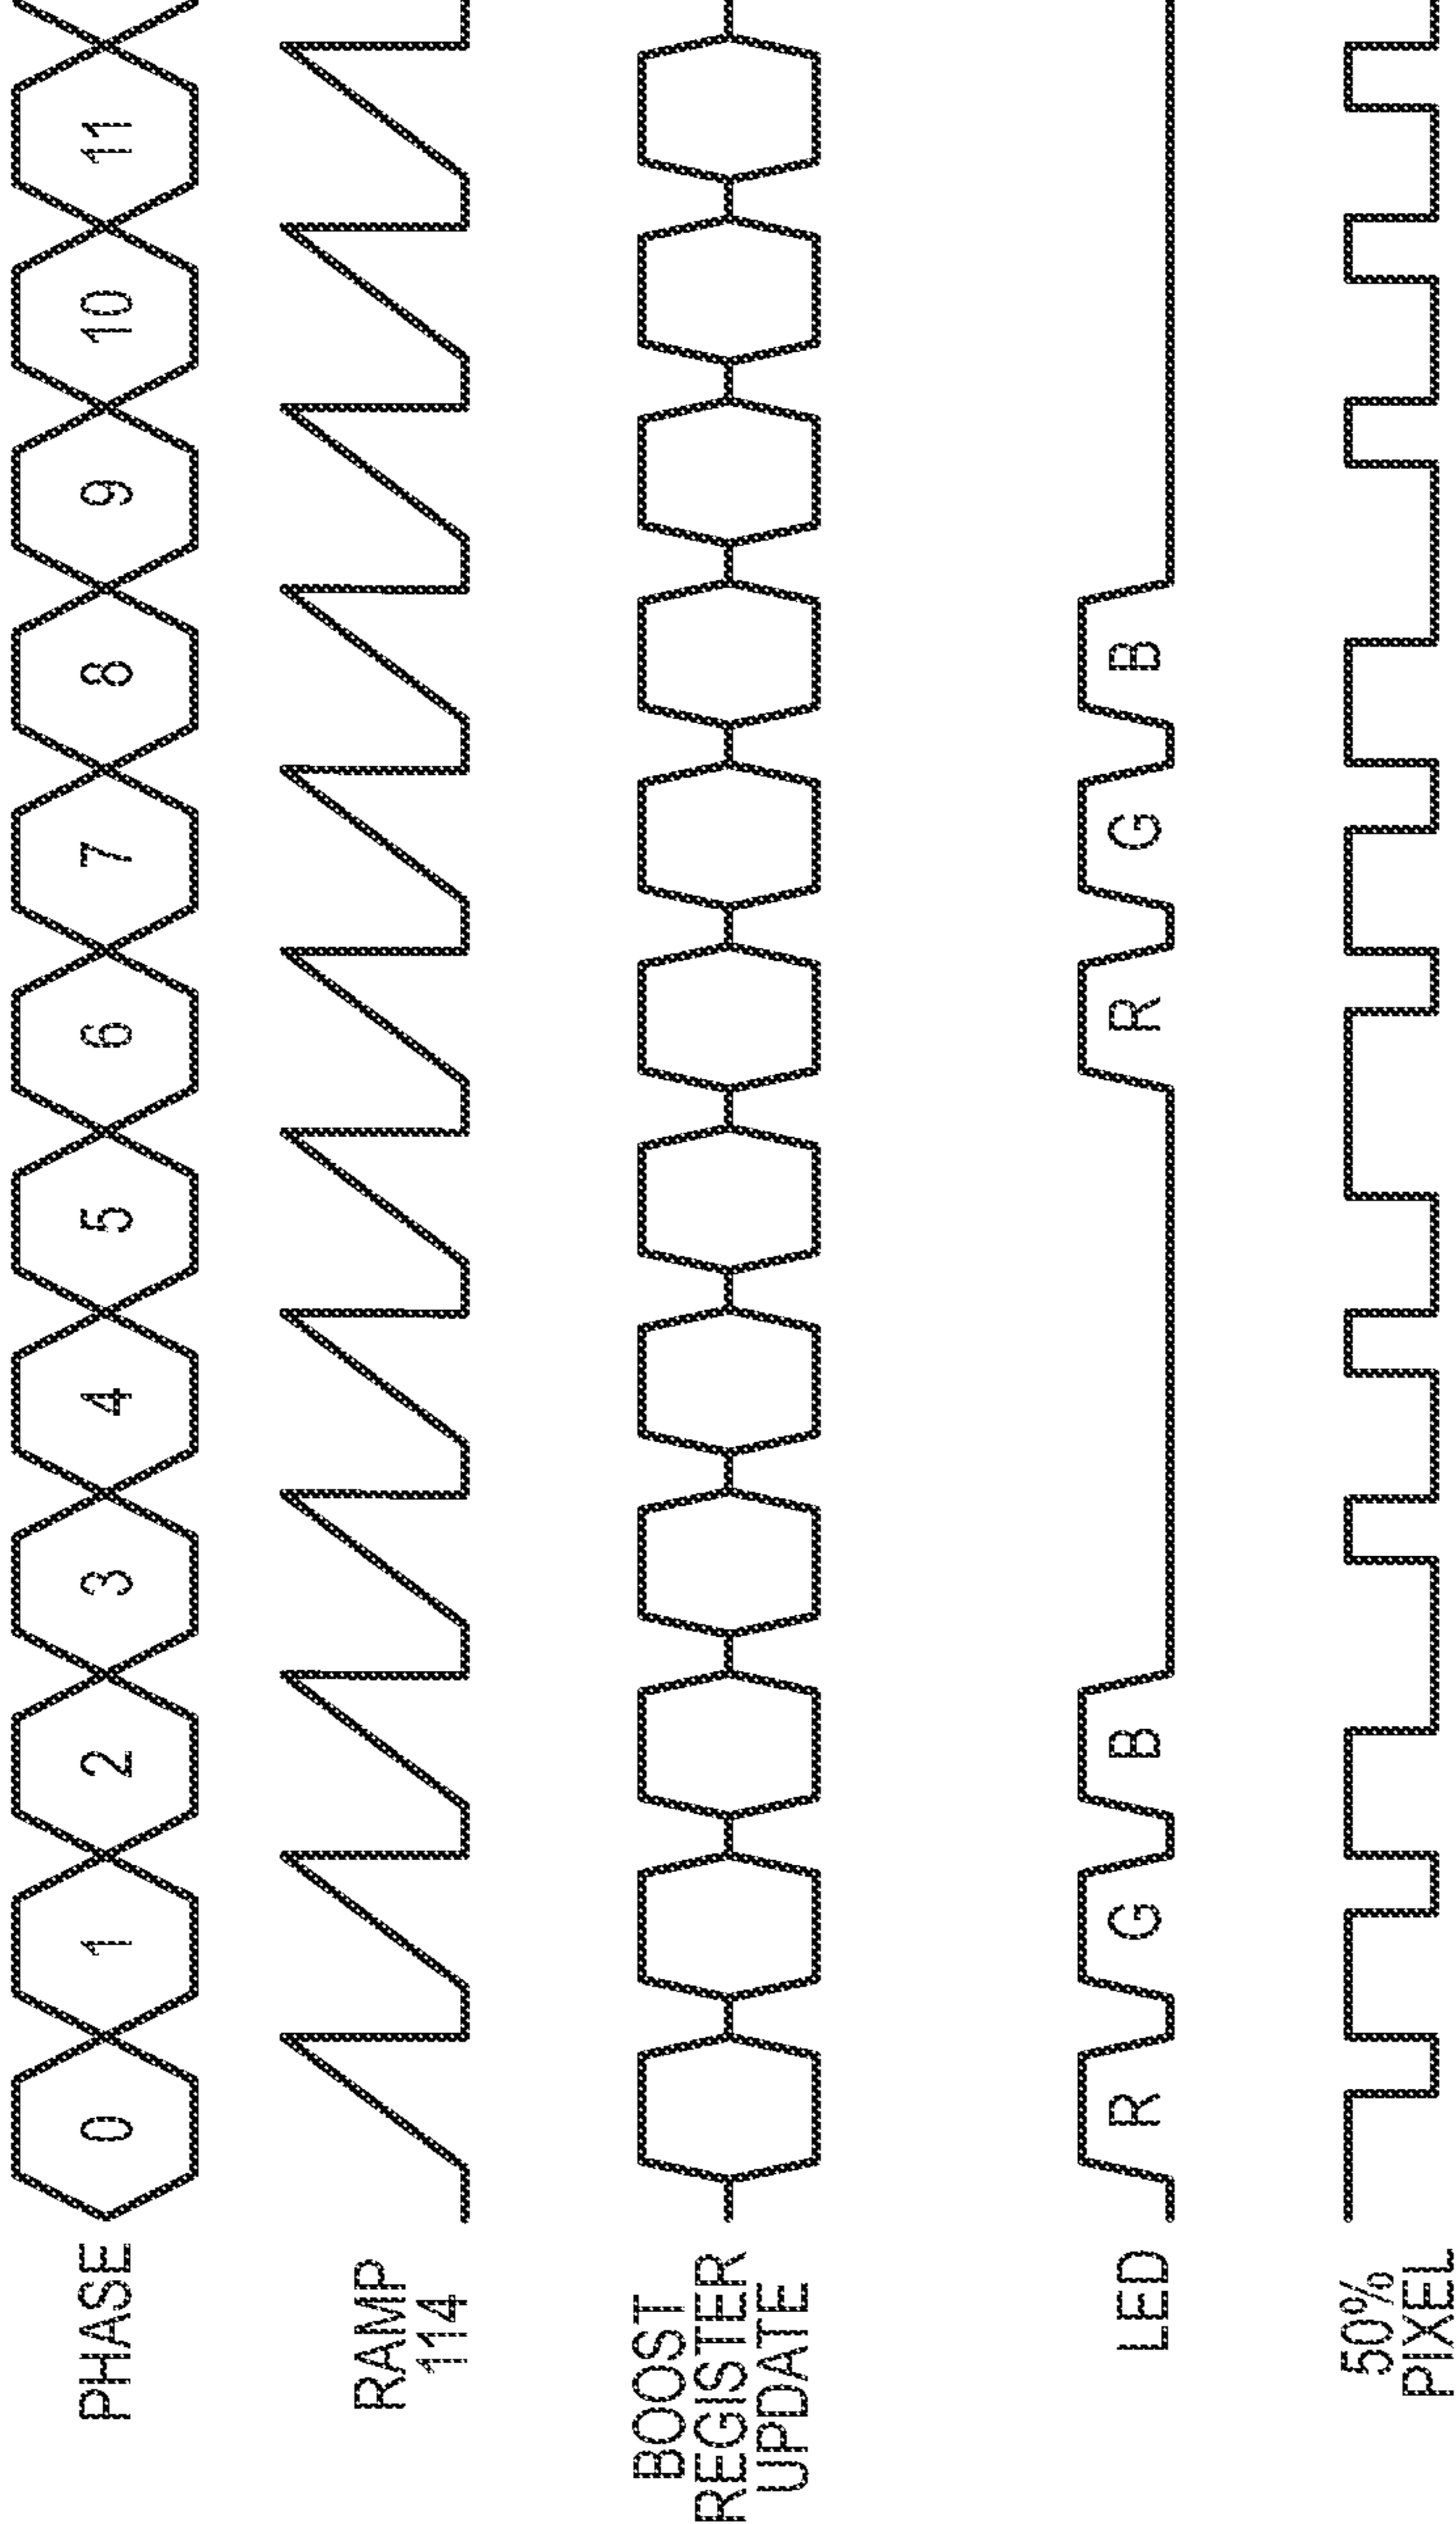 PHASE
0 1 2 3 4 5 6 7 8 9 10 11
RAMP
114
BOOST
REGISTER
UPDATE
LED
R G B R G B
50%
PIXEL